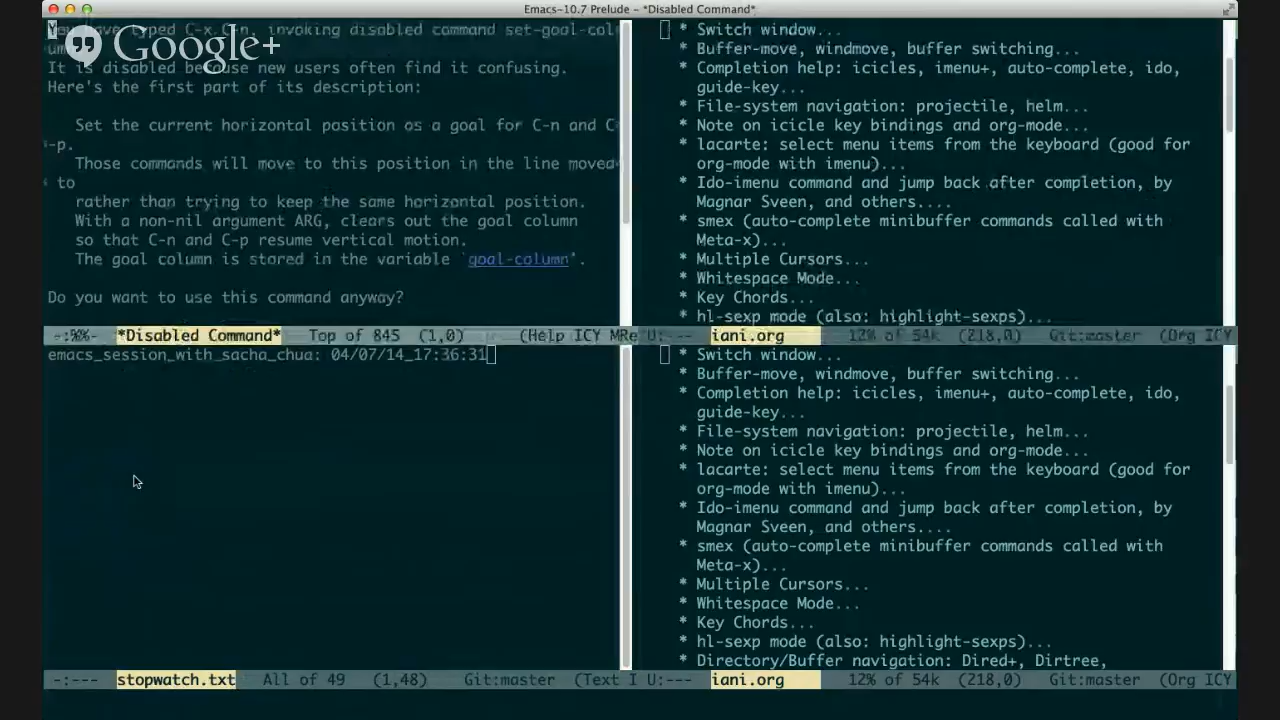 Emacs-10.7 Prelude - *Disabled Command*
Google+
You have typed C-x C-n, invoking disabled command set-goal-col
um
It is disabled because new users often find it confusing.
Here's the first part of its description:
Set the current horizontal position as a goal for C-n and C
-p.
Those commands will move to this position in the line moved
to
rather than trying to keep the same horizontal position.
With a non-nil argument ARG, clears out the goal column
so that C-n and C-p resume vertical motion.
The goal column is stored in the variable `goal-column'.
Do you want to use this command anyway?
-:%%- *Disabled Command* Top of 845 (1,0) (Help ICY MRe
emacs_session_with_sacha_chua: 04/07/14_17:36:31
-:--- stopwatch.txt All of 49 (1,48) Git:master (Text I
* Switch window...
* Buffer-move, windmove, buffer switching...
* Completion help: icicles, imenu+, auto-complete, ido,
guide-key...
* File-system navigation: projectile, helm...
* Note on icicle key bindings and org-mode...
* lacarte: select menu items from the keyboard (good for
org-mode with imenu)...
* Ido-imenu command and jump back after completion, by
Magnar Sveen, and others....
* smex (auto-complete minibuffer commands called with
Meta-x)...
* Multiple Cursors...
* Whitespace Mode...
* Key Chords...
* hl-sexp mode (also: highlight-sexps)...
U:--- iani.org 12% of 54k (218,0) Git:master (Org ICY
* Switch window...
* Buffer-move, windmove, buffer switching...
* Completion help: icicles, imenu+, auto-complete, ido,
guide-key...
* File-system navigation: projectile, helm...
* Note on icicle key bindings and org-mode...
* lacarte: select menu items from the keyboard (good for
org-mode with imenu)...
* Ido-imenu command and jump back after completion, by
Magnar Sveen, and others....
* smex (auto-complete minibuffer commands called with
Meta-x)...
* Multiple Cursors...
* Whitespace Mode...
* Key Chords...
* hl-sexp mode (also: highlight-sexps)...
* Directory/Buffer navigation: Dired+, Dirtree,
U:--- iani.org 12% of 54k (218,0) Git:master (Org ICY